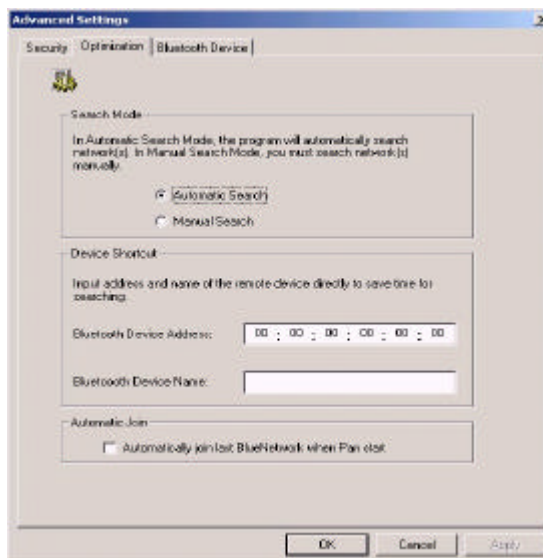 Advanced Settings
Security Optimization Bluetooth Device
Search Mode
In Automatic Search Mode, the program will automatically search
network(s). In Manual Search Mode, you must search network(s)
manually.
Automatic Search
Manual Search
Device Shortcut
Input address and name of the remote device directly to save time for
searching.
Bluetooth Device Address: 00 : 00 : 00 : 00 : 00 : 00
Bluetoooth Device Name:
Automatic Join
Automatically join last BlueNetwork when Pan start
OK Cancel Apply